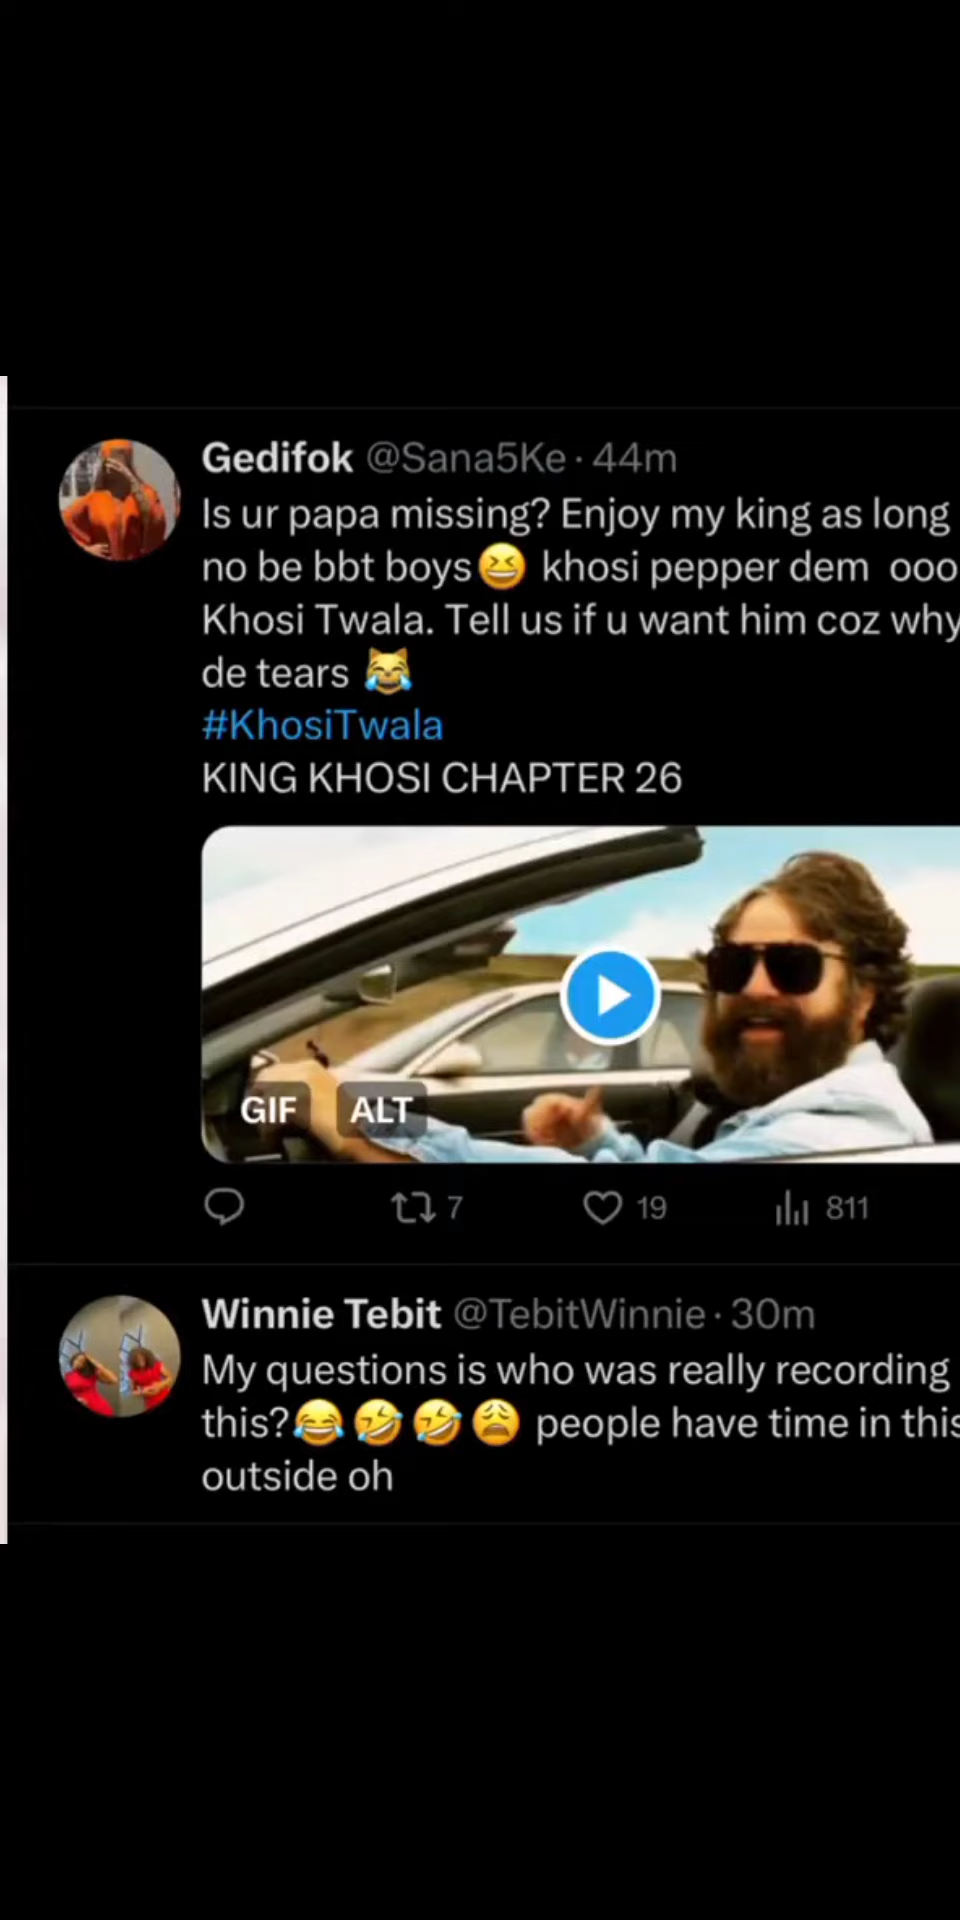 Gedifok @Sana5Ke · 44m
Is ur papa missing? Enjoy my king as long
no be bbt boys😆 khosi pepper dem ooo
Khosi Twala. Tell us if u want him coz why
de tears 😹
#KhosiTwala
KING KHOSI CHAPTER 26
GIF ALT
7 19 811
Winnie Tebit @TebitWinnie · 30m
My questions is who was really recording
this?😂🤣🤣😩 people have time in this
outside oh